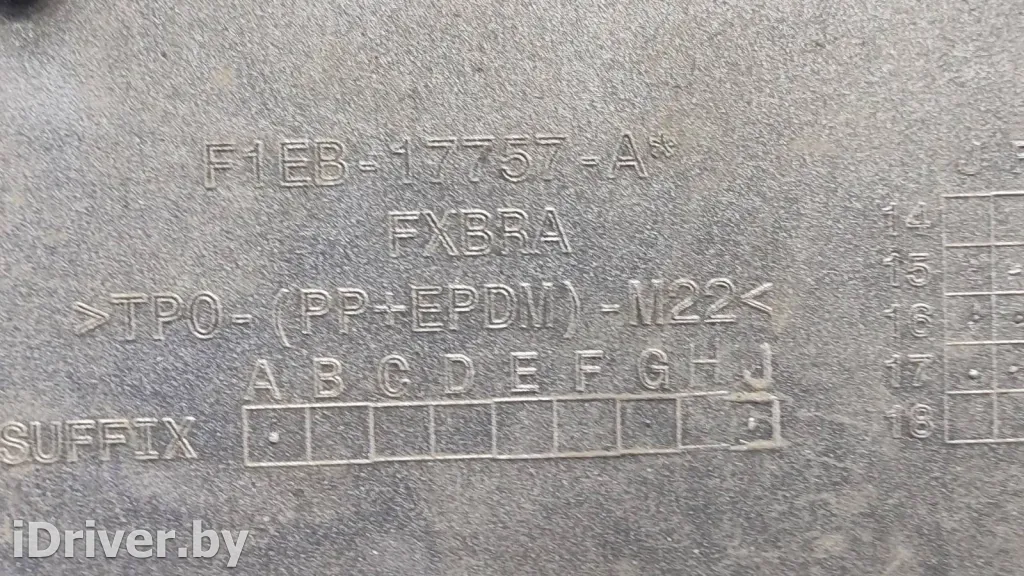 F1EB-17757-A*
FXBRA
>TPO-(PP+EPDM)-M22<
A B C D E F G H J
SUFFIX
J F
14
15
16
17
18
iDriver.by